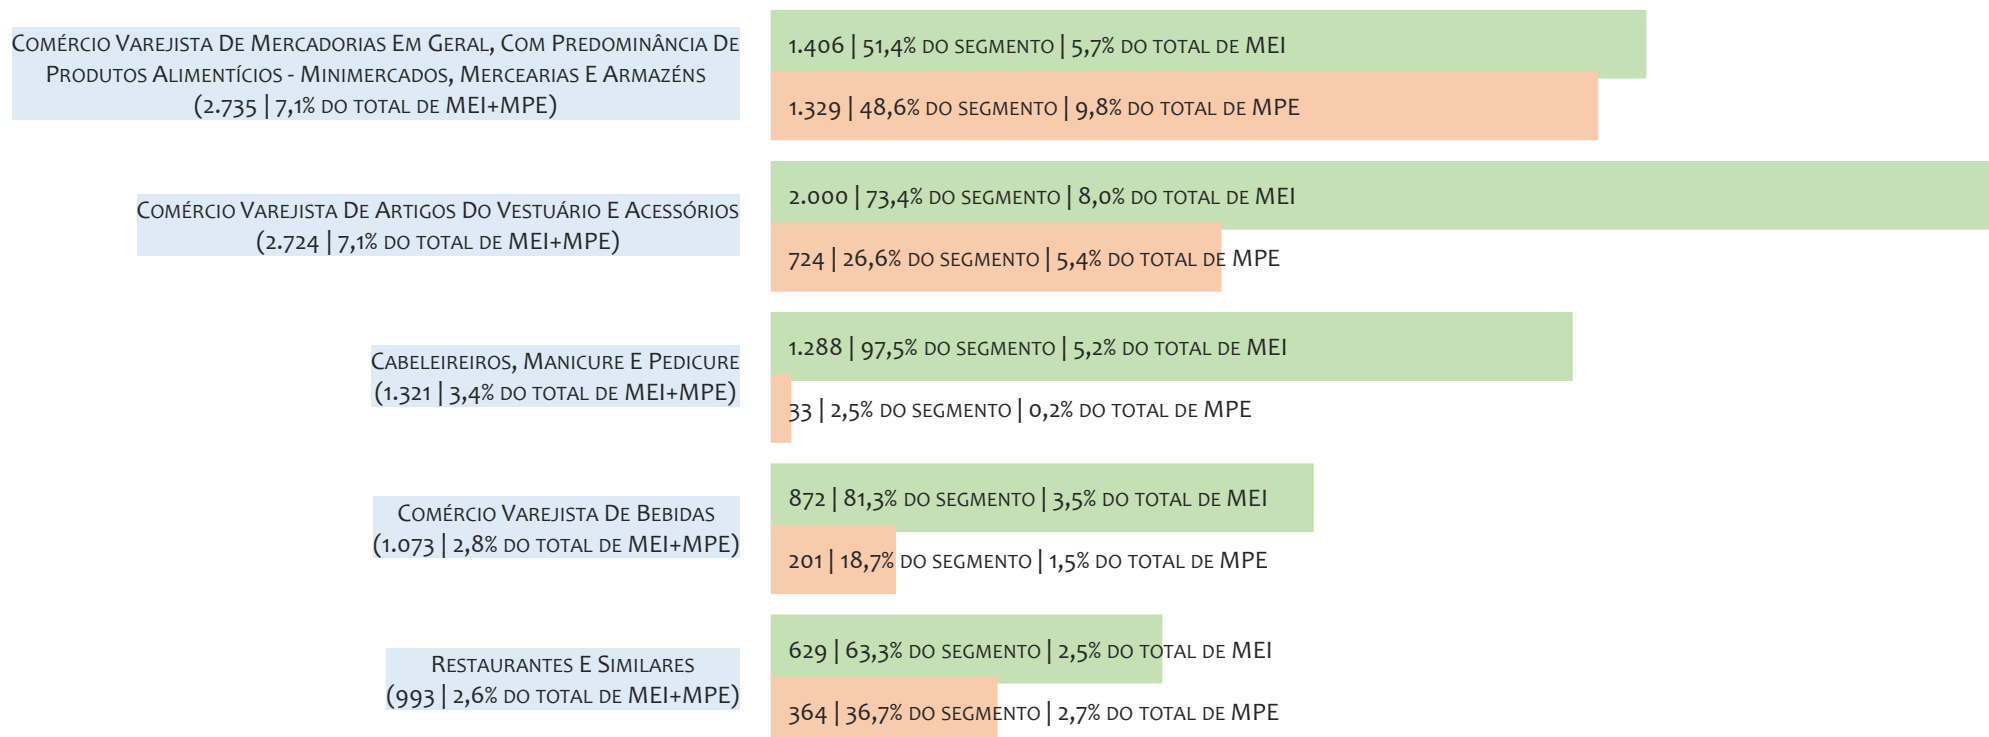 Comércio Varejista De Mercadorias Em Geral, Com Predominância De
Produtos Alimentícios - Minimercados, Mercearias E Armazéns
(2.735 | 7,1% do total de MEI+MPE)
1.406 | 51,4% do segmento | 5,7% do total de MEI
1.329 | 48,6% do segmento | 9,8% do total de MPE
Comércio Varejista De Artigos Do Vestuário E Acessórios
(2.724 | 7,1% do total de MEI+MPE)
2.000 | 73,4% do segmento | 8,0% do total de MEI
724 | 26,6% do segmento | 5,4% do total de MPE
Cabeleireiros, Manicure E Pedicure
(1.321 | 3,4% do total de MEI+MPE)
1.288 | 97,5% do segmento | 5,2% do total de MEI
33 | 2,5% do segmento | 0,2% do total de MPE
Comércio Varejista De Bebidas
(1.073 | 2,8% do total de MEI+MPE)
872 | 81,3% do segmento | 3,5% do total de MEI
201 | 18,7% do segmento | 1,5% do total de MPE
Restaurantes E Similares
(993 | 2,6% do total de MEI+MPE)
629 | 63,3% do segmento | 2,5% do total de MEI
364 | 36,7% do segmento | 2,7% do total de MPE